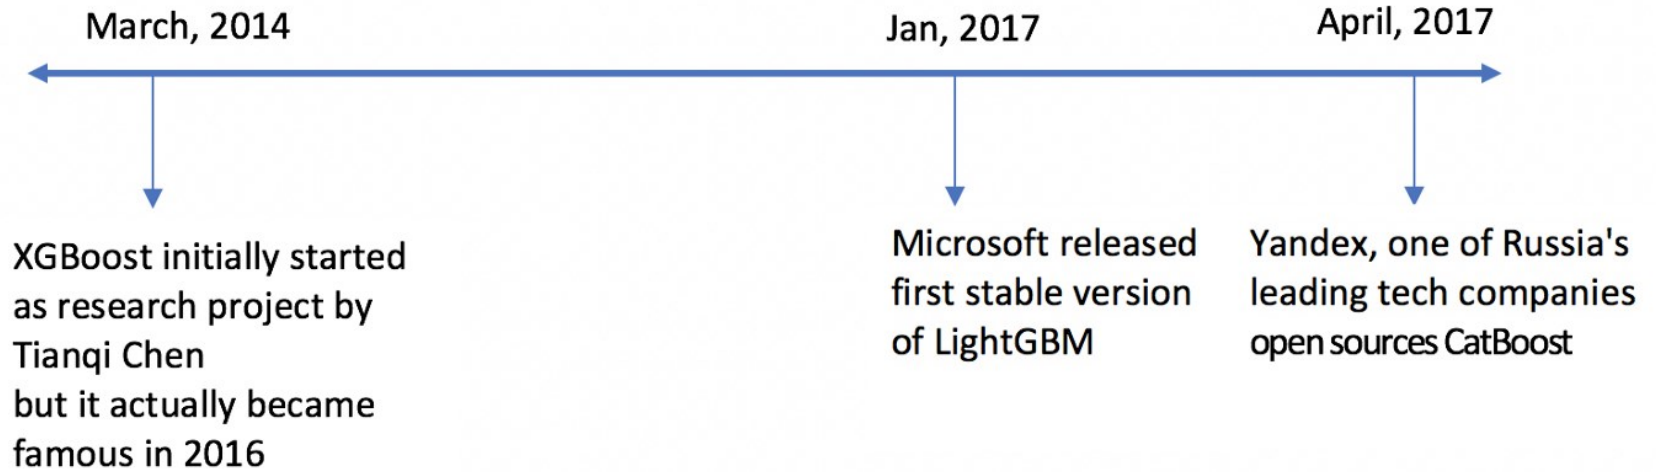 March, 2014
Jan, 2017
April, 2017
XGBoost initially started
as research project by
Tianqi Chen
but it actually became
famous in 2016
Microsoft released
first stable version
of LightGBM
Yandex, one of Russia's
leading tech companies
open sources CatBoost